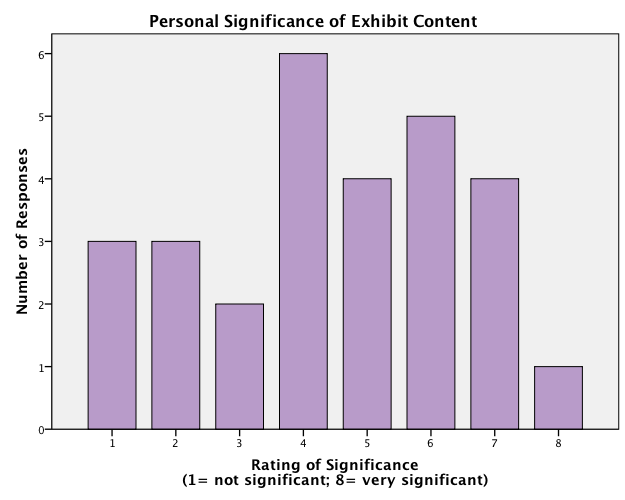 Personal Significance of Exhibit Content
Number of Responses
6
5
4
3
2
1
0
1 2 3 4 5 6 7 8
Rating of Significance
(1= not significant; 8= very significant)